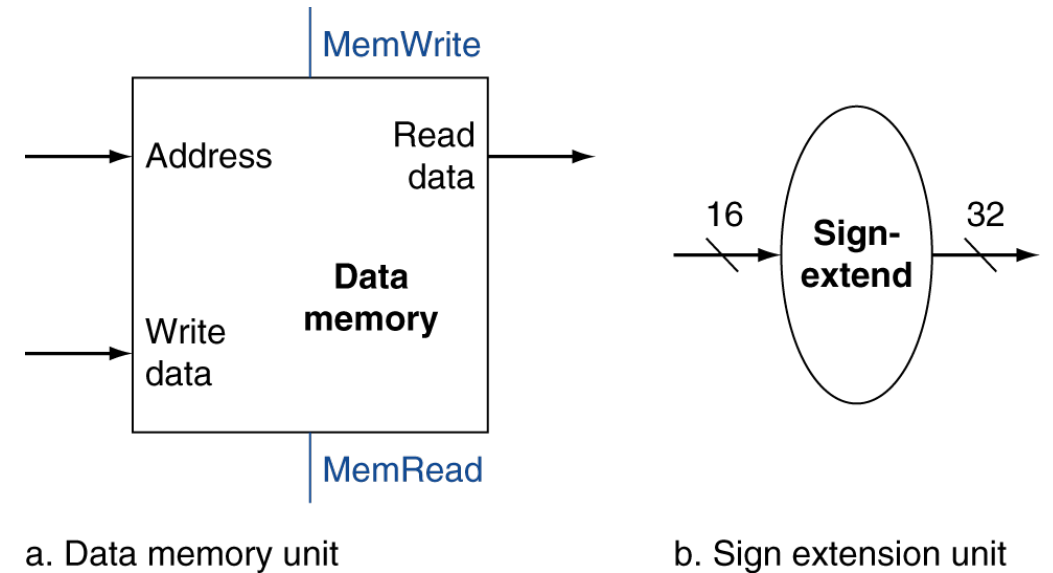 MemWrite
Address
Read
data
Data
memory
Write
data
MemRead
a. Data memory unit
16
Sign-
extend
32
b. Sign extension unit